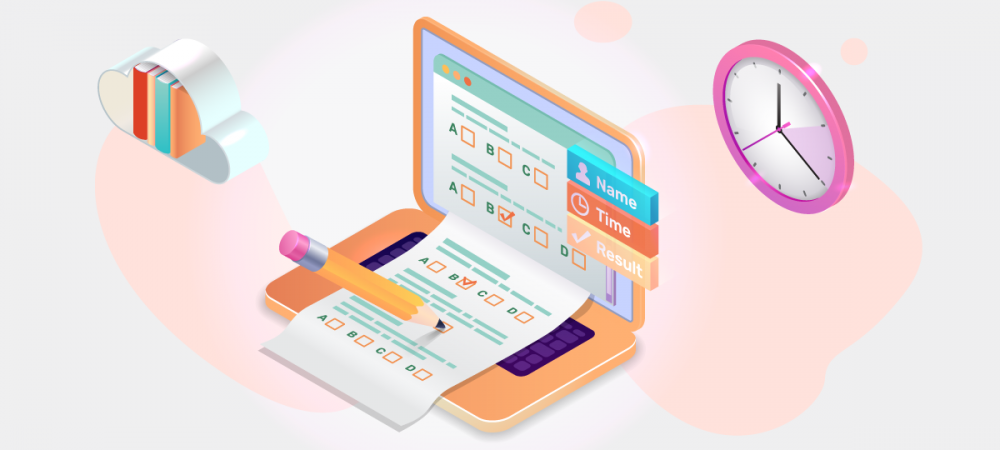 A B C
A B C D
Name
Time
Result
A B C D
A B C D